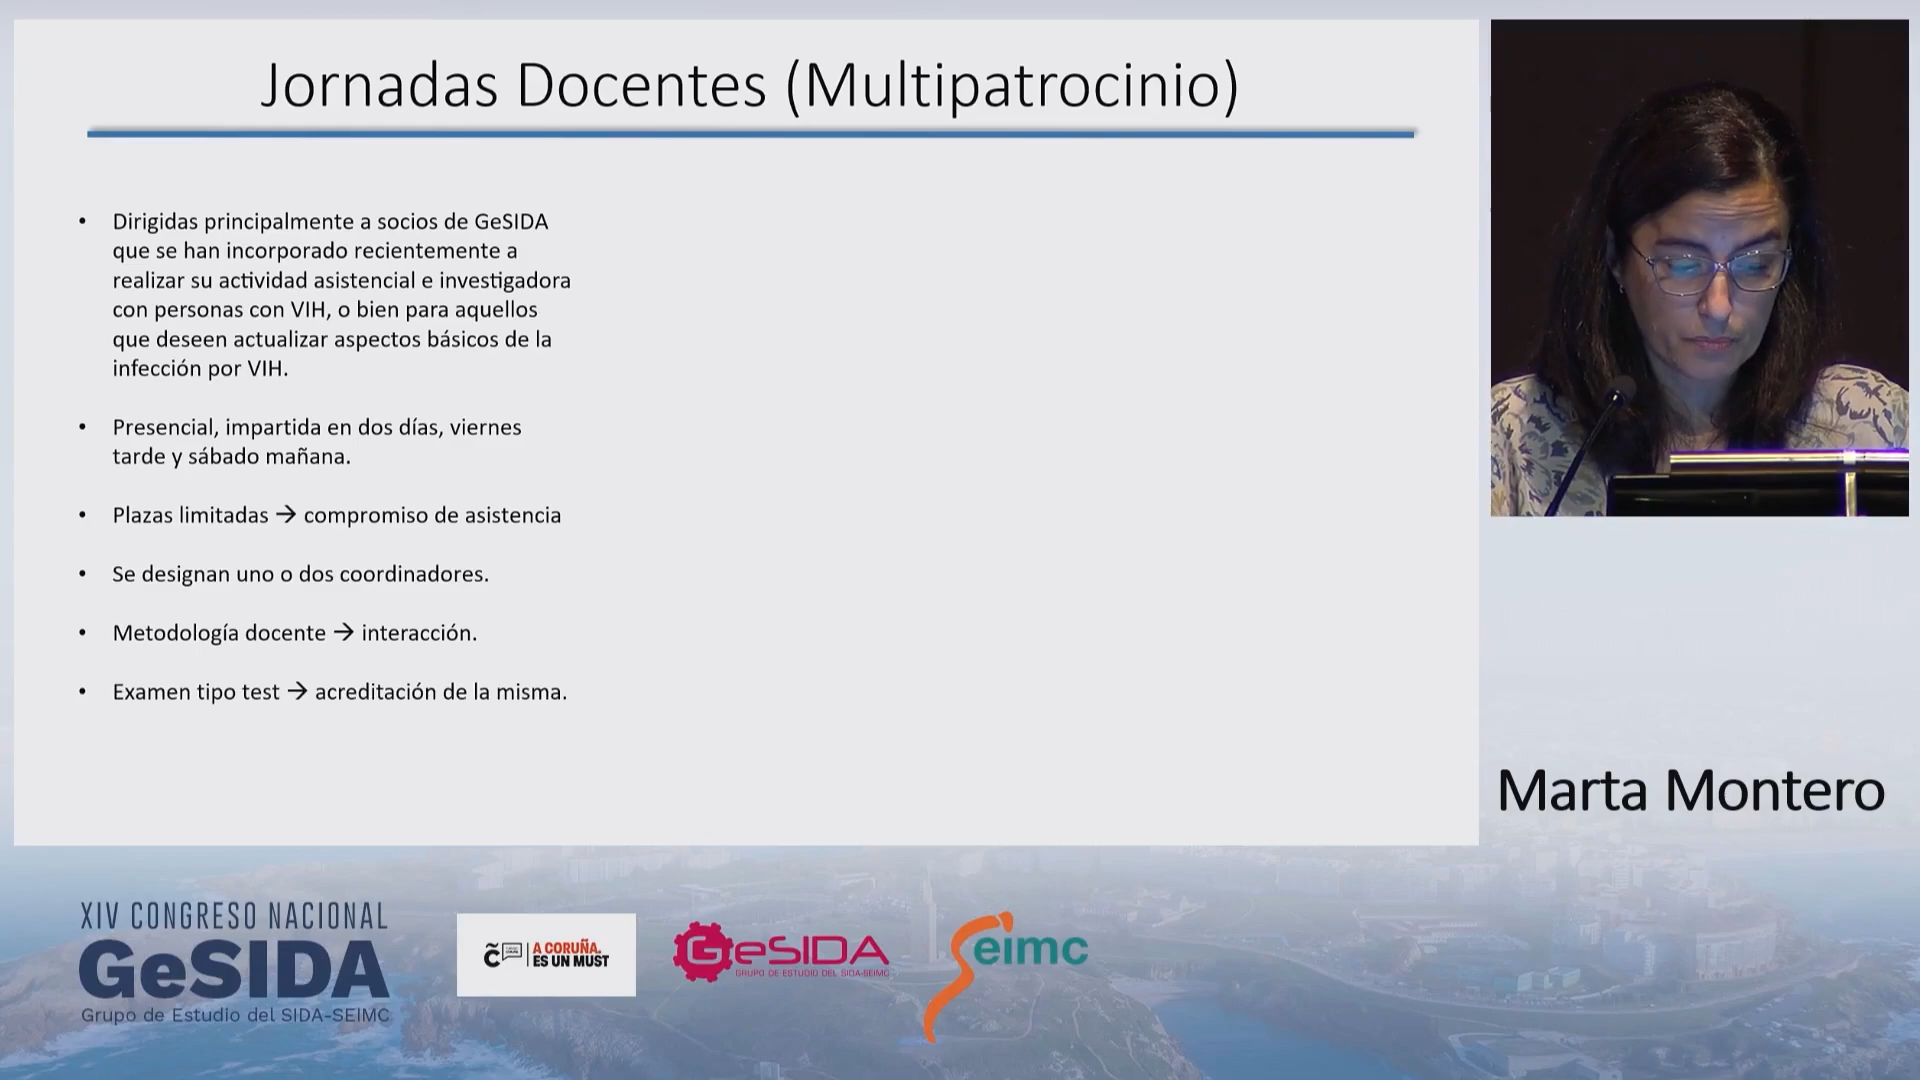 Jornadas Docentes (Multipatrocinio)
• Dirigidas principalmente a socios de GeSIDA
que se han incorporado recientemente a
realizar su actividad asistencial e investigadora
con personas con VIH, o bien para aquellos
que deseen actualizar aspectos básicos de la
infección por VIH.
• Presencial, impartida en dos días, viernes
tarde y sábado mañana.
• Plazas limitadas → compromiso de asistencia
• Se designan uno o dos coordinadores.
• Metodología docente → interacción.
• Examen tipo test → acreditación de la misma.
Marta Montero
XIV CONGRESO NACIONAL
GeSIDA
Grupo de Estudio del SIDA-SEIMC
A CORUÑA.
ES UN MUST
GeSIDA
GRUPO DE ESTUDIO DEL SIDA-SEIMC
Seimc